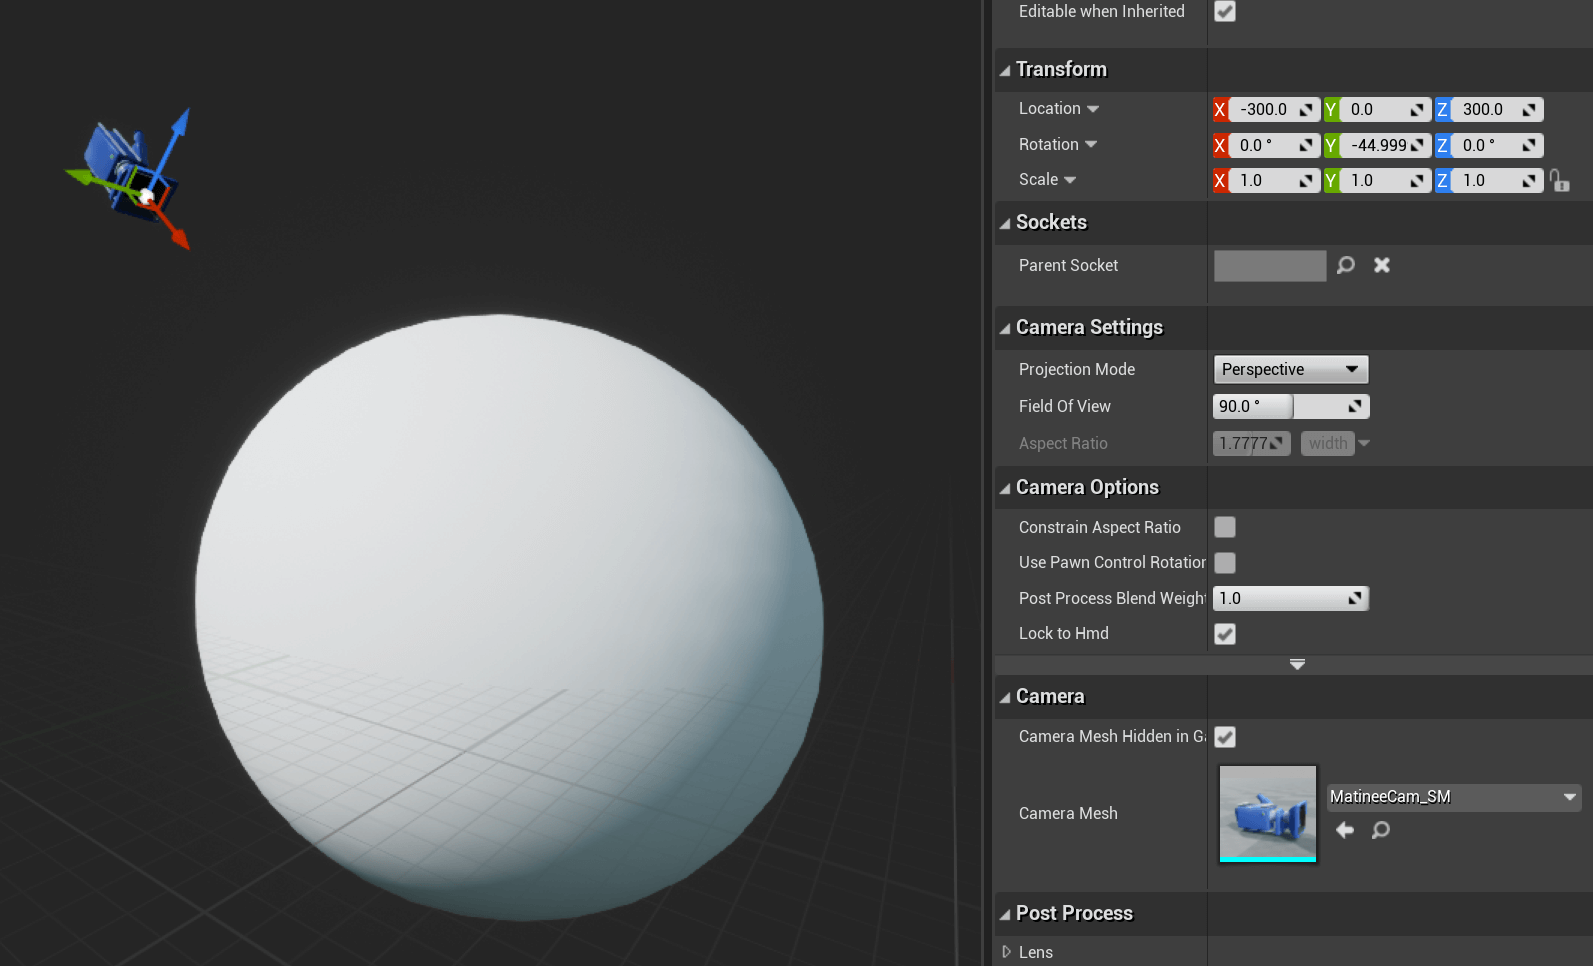 Editable when Inherited
Transform
Location X -300.0 Y 0.0 Z 300.0
Rotation X 0.0 ° Y -44.999 Z 0.0 °
Scale X 1.0 Y 1.0 Z 1.0
Sockets
Parent Socket
Camera Settings
Projection Mode Perspective
Field Of View 90.0 °
Aspect Ratio 1.7777 width
Camera Options
Constrain Aspect Ratio
Use Pawn Control Rotation
Post Process Blend Weight 1.0
Lock to Hmd
Camera
Camera Mesh Hidden in Ga
Camera Mesh MatineeCam_SM
Post Process
Lens